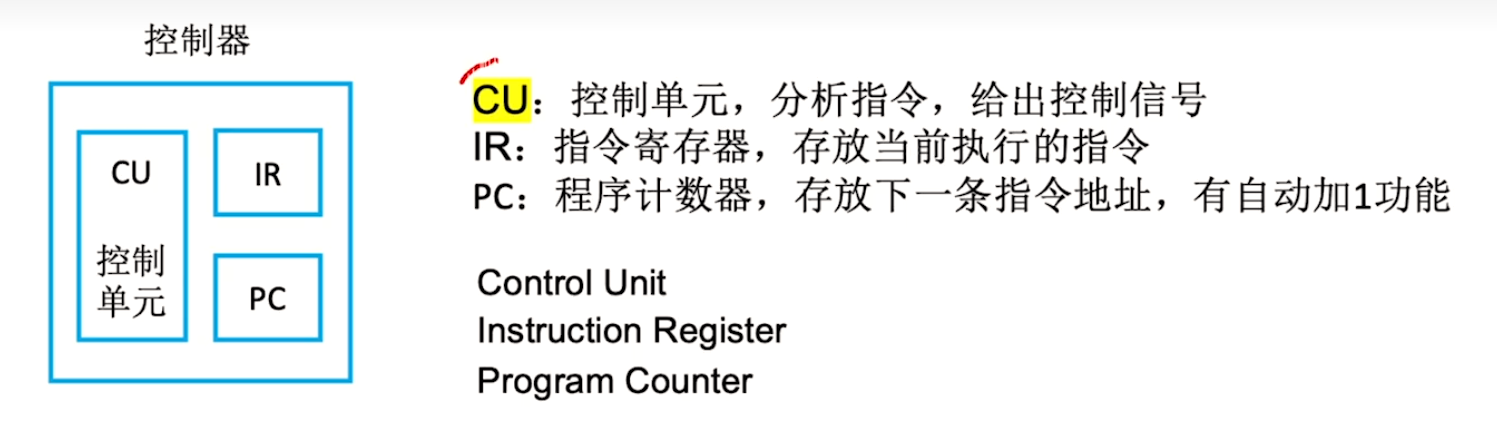 控制器
CU
控制
单元
IR
PC
CU：控制单元，分析指令，给出控制信号
IR：指令寄存器，存放当前执行的指令
PC：程序计数器，存放下一条指令地址，有自动加1功能
Control Unit
Instruction Register
Program Counter